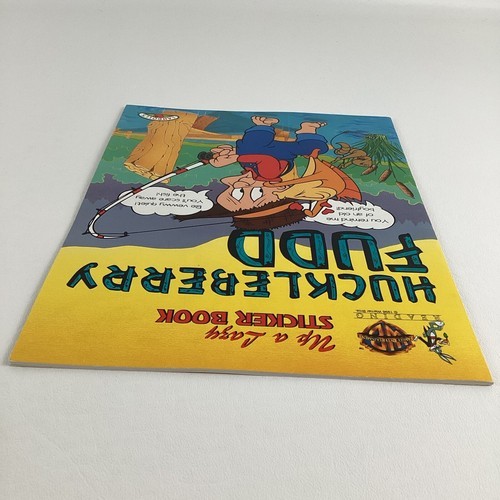 READING
Up a Lazy
STICKER BOOK
HUCKLEBERRY
FUDD
You remind me
of an old
boyfriend.
Be vewwy quiet!
You'll scare away
the fish!